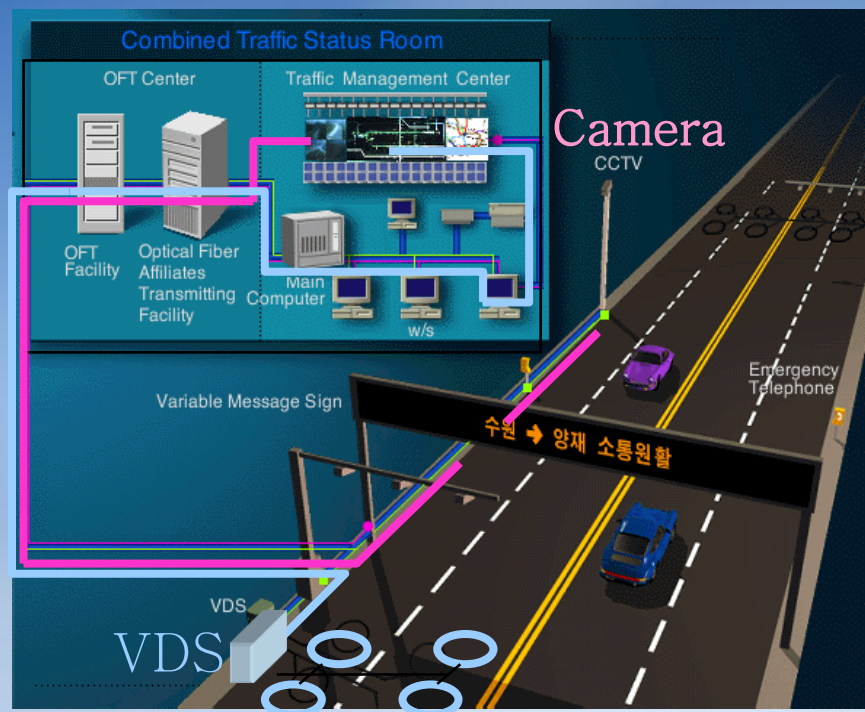 Combined Traffic Status Room
OFT Center
Traffic Management Center
Camera
CCTV
OFT
Facility
Optical Fiber
Affiliates
Transmitting
Facility
Main
Computer
w/s
Emergency
Telephone
Variable Message Sign
수원 → 양재 소통원활
VDS
VDS